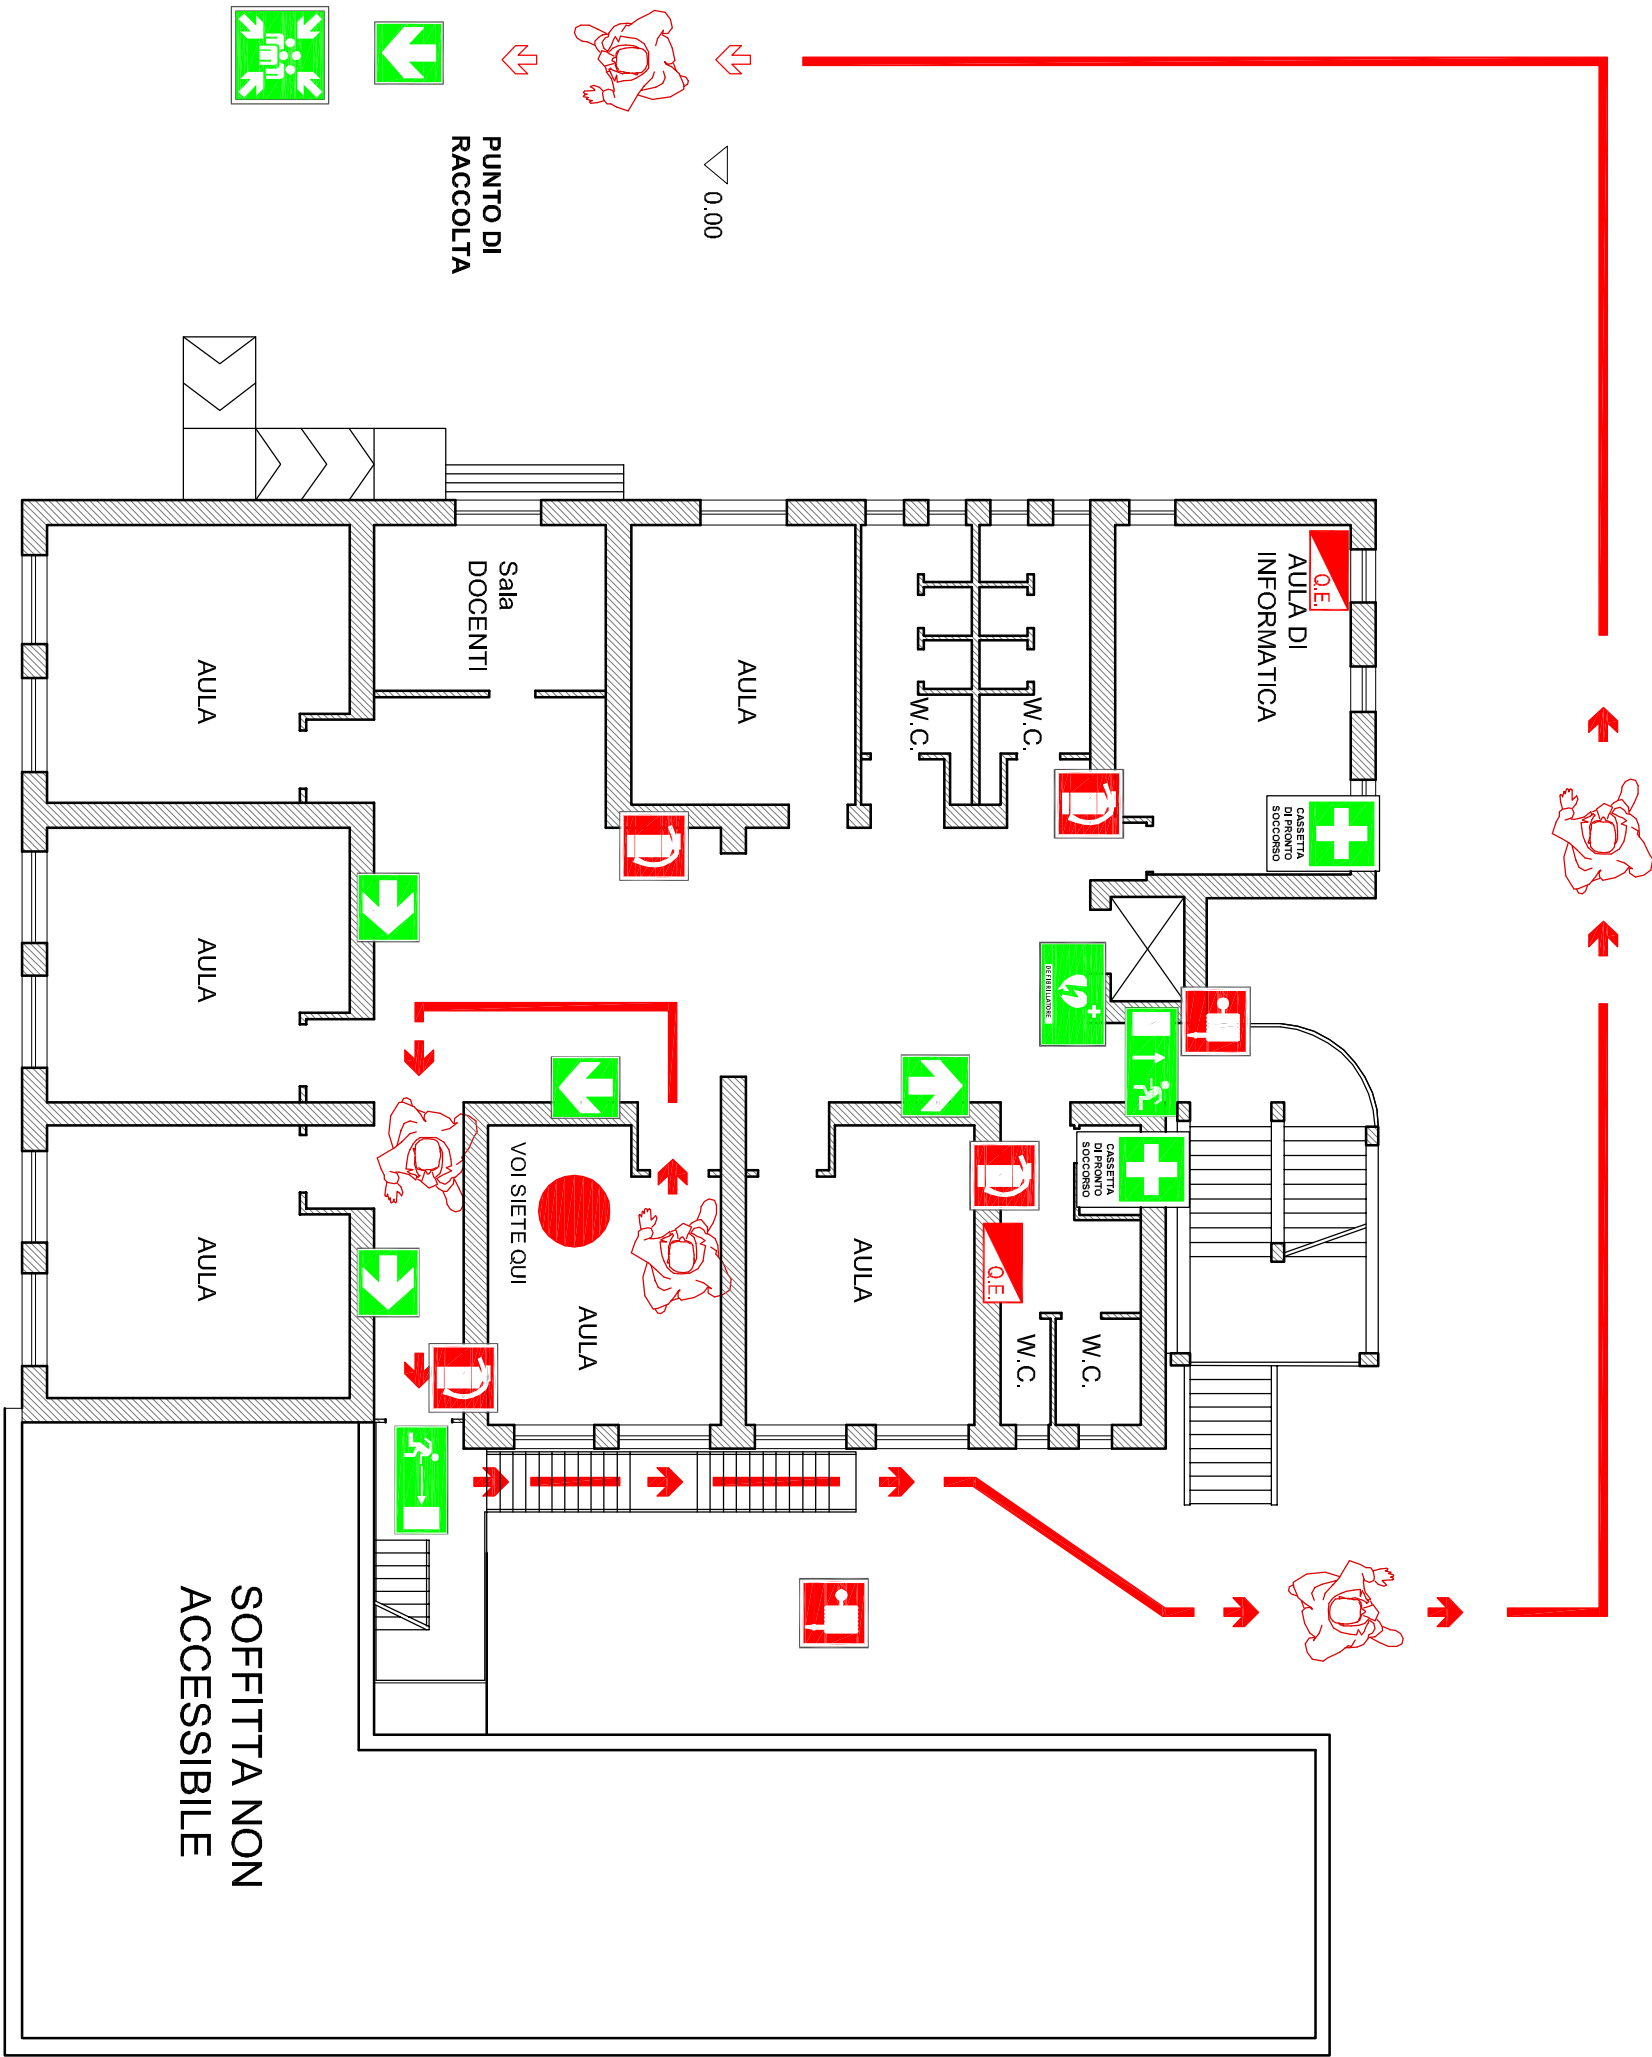 PUNTO DI
RACCOLTA
0.00
AULA DI
INFORMATICA
Q.E.
CASSETTA
DI PRONTO
SOCCORSO
W.C.
W.C.
AULA
Sala
DOCENTI
AULA
AULA
DEFIBRILLATORE
CASSETTA
DI PRONTO
SOCCORSO
Q.E.
W.C.
W.C.
AULA
VOI SIETE QUI
AULA
AULA
SOFFITTA NON
ACCESSIBILE